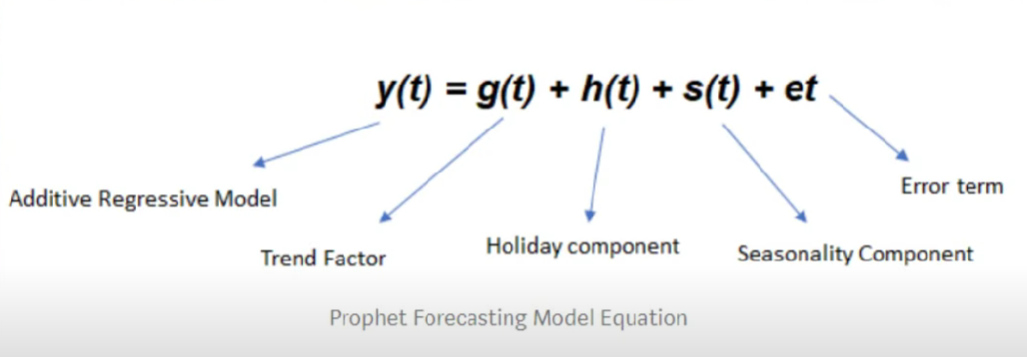 y(t) = g(t) + h(t) + s(t) + et
Additive Regressive Model
Trend Factor
Holiday component
Seasonality Component
Error term
Prophet Forecasting Model Equation